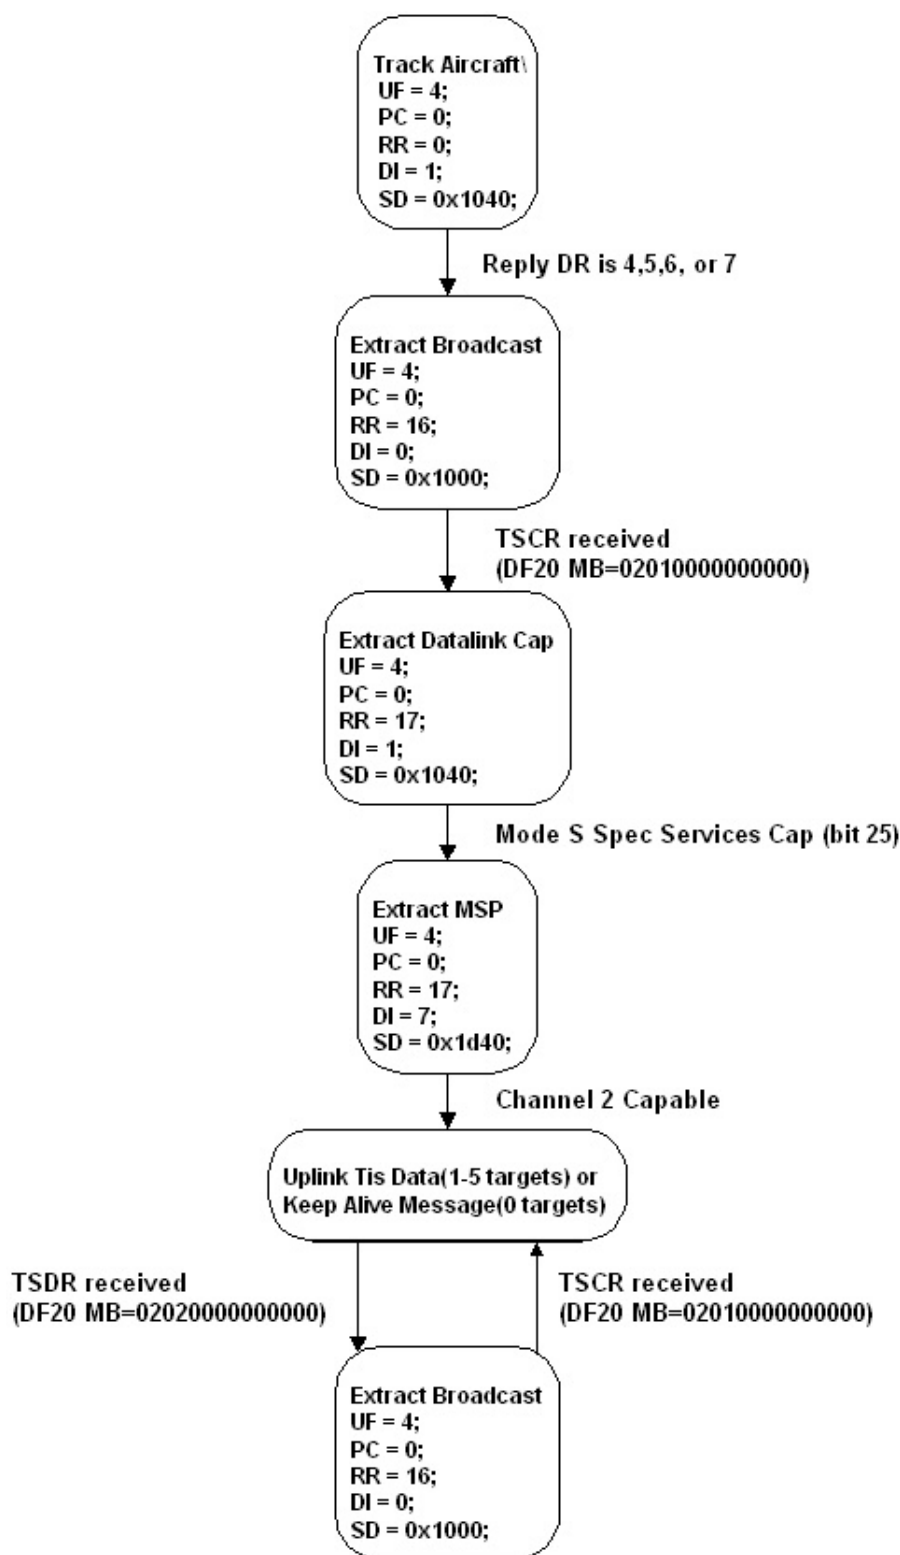 Track Aircraft\
UF = 4;
PC = 0;
RR = 0;
DI = 1;
SD = 0x1040;
Reply DR is 4,5,6, or 7
Extract Broadcast
UF = 4;
PC = 0;
RR = 16;
DI = 0;
SD = 0x1000;
TSCR received
(DF20 MB=02010000000000)
Extract Datalink Cap
UF = 4;
PC = 0;
RR = 17;
DI = 1;
SD = 0x1040;
Mode S Spec Services Cap (bit 25)
Extract MSP
UF = 4;
PC = 0;
RR = 17;
DI = 7;
SD = 0x1d40;
Channel 2 Capable
Uplink Tis Data(1-5 targets) or
Keep Alive Message(0 targets)
TSDR received
(DF20 MB=02020000000000)
TSCR received
(DF20 MB=02010000000000)
Extract Broadcast
UF = 4;
PC = 0;
RR = 16;
DI = 0;
SD = 0x1000;